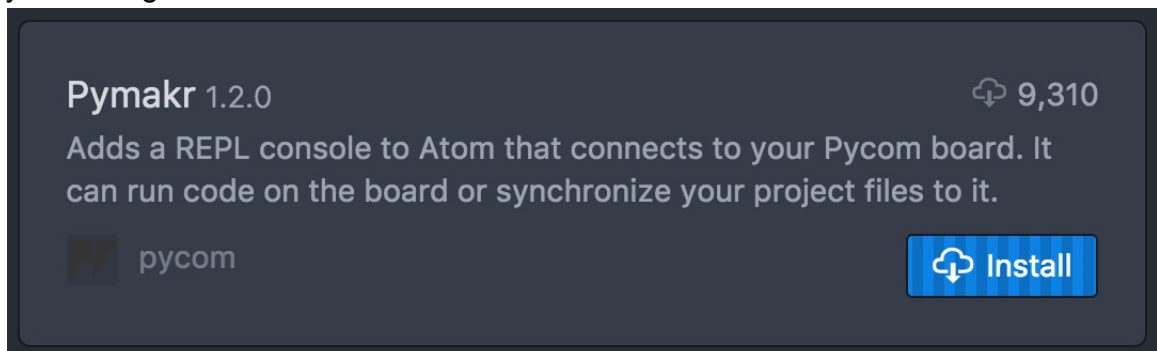 Pymakr 1.2.0
9,310
Adds a REPL console to Atom that connects to your Pycom board. It
can run code on the board or synchronize your project files to it.
pycom
Install